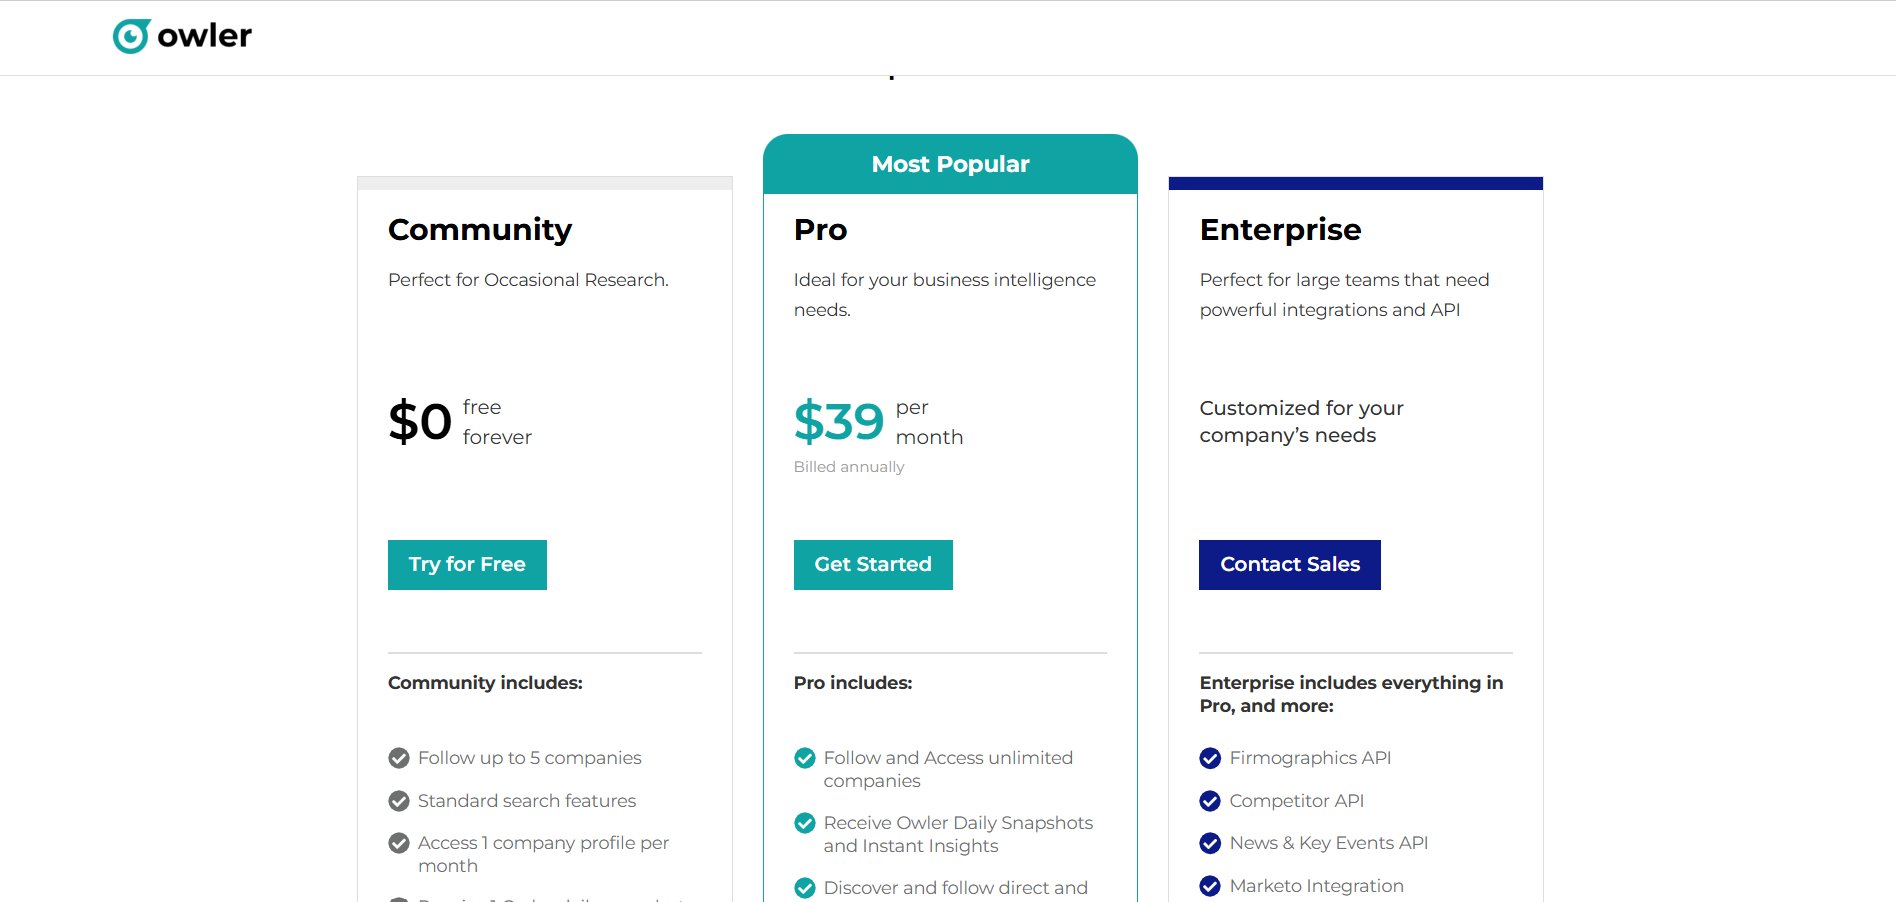 owler
Most Popular
Community
Perfect for Occasional Research.
$0 free
forever
Try for Free
Community includes:
Follow up to 5 companies
Standard search features
Access 1 company profile per
month
Pro
Ideal for your business intelligence
needs.
$39 per
month
Billed annually
Get Started
Pro includes:
Follow and Access unlimited
companies
Receive Owler Daily Snapshots
and Instant Insights
Discover and follow direct and
Enterprise
Perfect for large teams that need
powerful integrations and API
Customized for your
company’s needs
Contact Sales
Enterprise includes everything in
Pro, and more:
Firmographics API
Competitor API
News & Key Events API
Marketo Integration